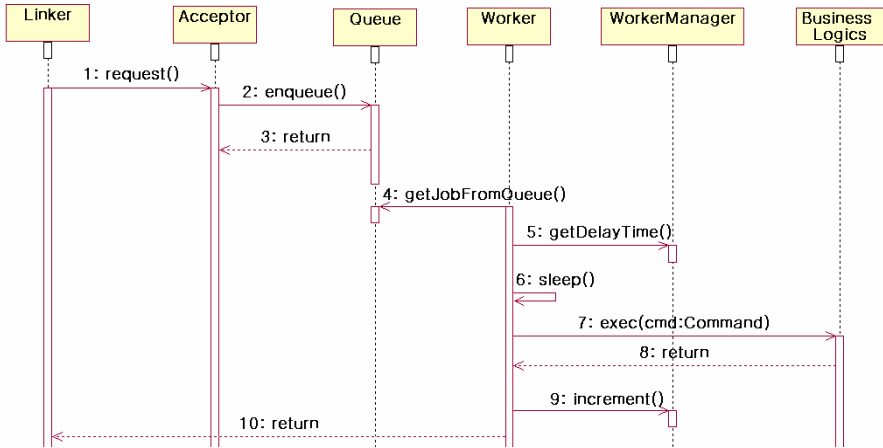 Linker
Acceptor
Queue
Worker
WorkerManager
Business
Logics
1: request()
2: enqueue()
3: return
4: getJobFromQueue()
5: getDelayTime()
6: sleep()
7: exec(cmd:Command)
8: return
9: increment()
10: return